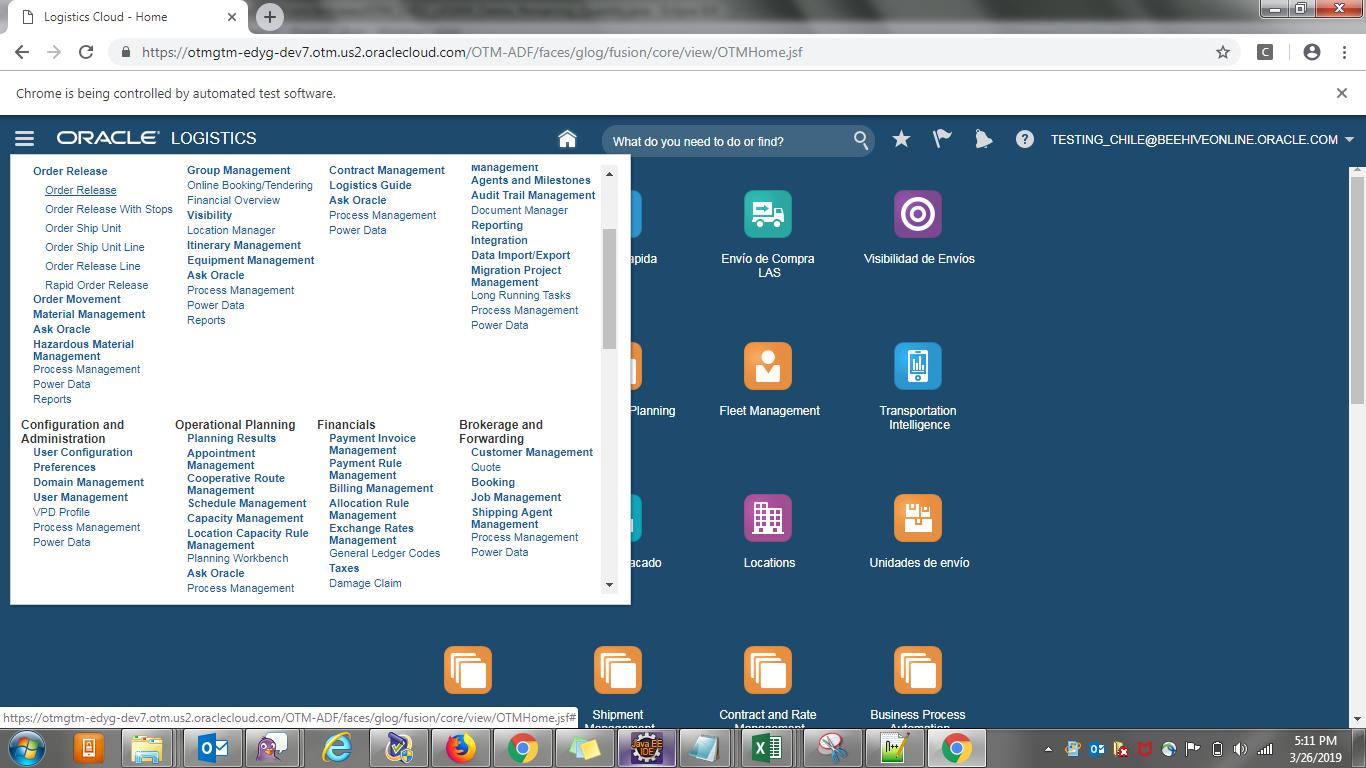 Logistics Cloud - Home
https://otmgtm-edyg-dev7.otm.us2.oraclecloud.com/OTM-ADF/faces/glog/fusion/core/view/OTMHome.jsf
C
Chrome is being controlled by automated test software.
ORACLE LOGISTICS
What do you need to do or find?
?
TESTING_CHILE@BEEHIVEONLINE.ORACLE.COM
Order Release
Order Release
Order Release With Stops
Order Ship Unit
Order Ship Unit Line
Order Release Line
Rapid Order Release
Order Movement
Material Management
Ask Oracle
Hazardous Material
Management
Process Management
Power Data
Reports
Group Management
Online Booking/Tendering
Financial Overview
Visibility
Location Manager
Itinerary Management
Equipment Management
Ask Oracle
Process Management
Power Data
Reports
Contract Management
Logistics Guide
Ask Oracle
Process Management
Power Data
Management
Agents and Milestones
Audit Trail Management
Document Manager
Reporting
Integration
Data Import/Export
Migration Project
Management
Long Running Tasks
Process Management
Power Data
Configuration and
Administration
User Configuration
Preferences
Domain Management
User Management
VPD Profile
Process Management
Power Data
Operational Planning
Planning Results
Appointment
Management
Cooperative Route
Management
Schedule Management
Capacity Management
Location Capacity Rule
Management
Planning Workbench
Ask Oracle
Process Management
Financials
Payment Invoice
Management
Payment Rule
Management
Billing Management
Allocation Rule
Management
Exchange Rates
Management
General Ledger Codes
Taxes
Damage Claim
Brokerage and
Forwarding
Customer Management
Quote
Booking
Job Management
Shipping Agent
Management
Process Management
Power Data
apida
Envío de Compra
LAS
Visibilidad de Envíos
Planning
Fleet Management
Transportation
Intelligence
acado
Locations
Unidades de envío
Shipment
Management
Contract and Rate
Management
Business Process
Automation
https://otmgtm-edyg-dev7.otm.us2.oraclecloud.com/OTM-ADF/faces/glog/fusion/core/view/OTMHome.jsf#
Java EE
IDE
5:11 PM
3/26/2019